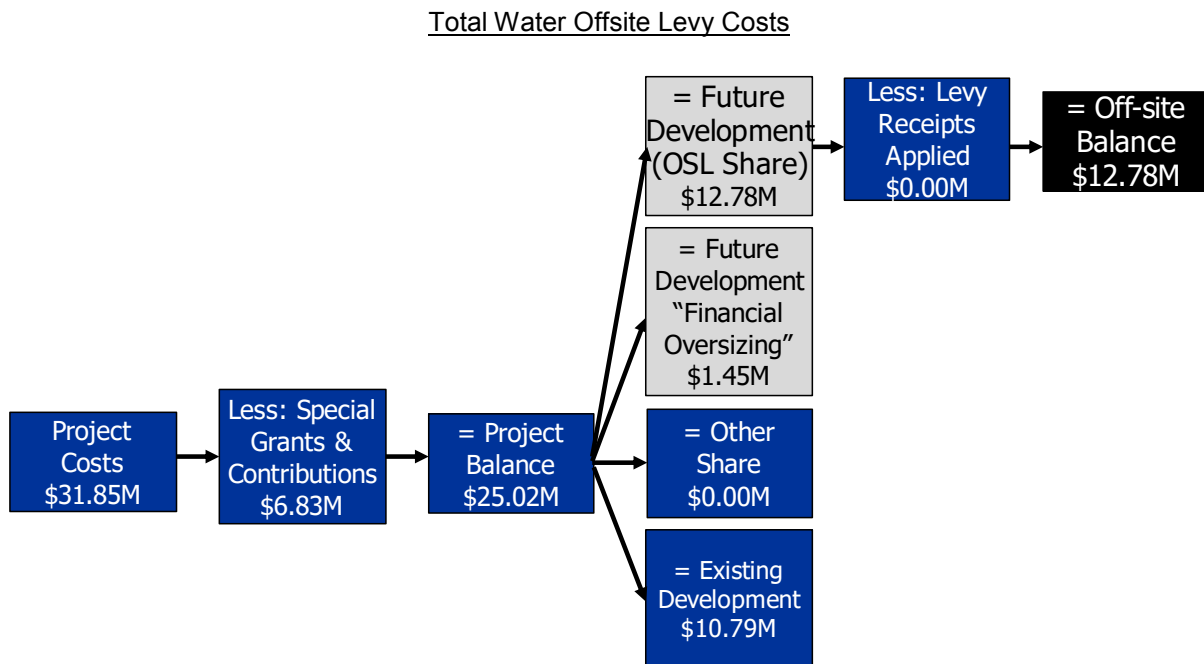 Total Water Offsite Levy Costs
Project
Costs
$31.85M
Less: Special
Grants &
Contributions
$6.83M
= Project
Balance
$25.02M
= Future
Development
(OSL Share)
$12.78M
Less: Levy
Receipts
Applied
$0.00M
= Off-site
Balance
$12.78M
= Future
Development
“Financial
Oversizing”
$1.45M
= Other
Share
$0.00M
= Existing
Development
$10.79M